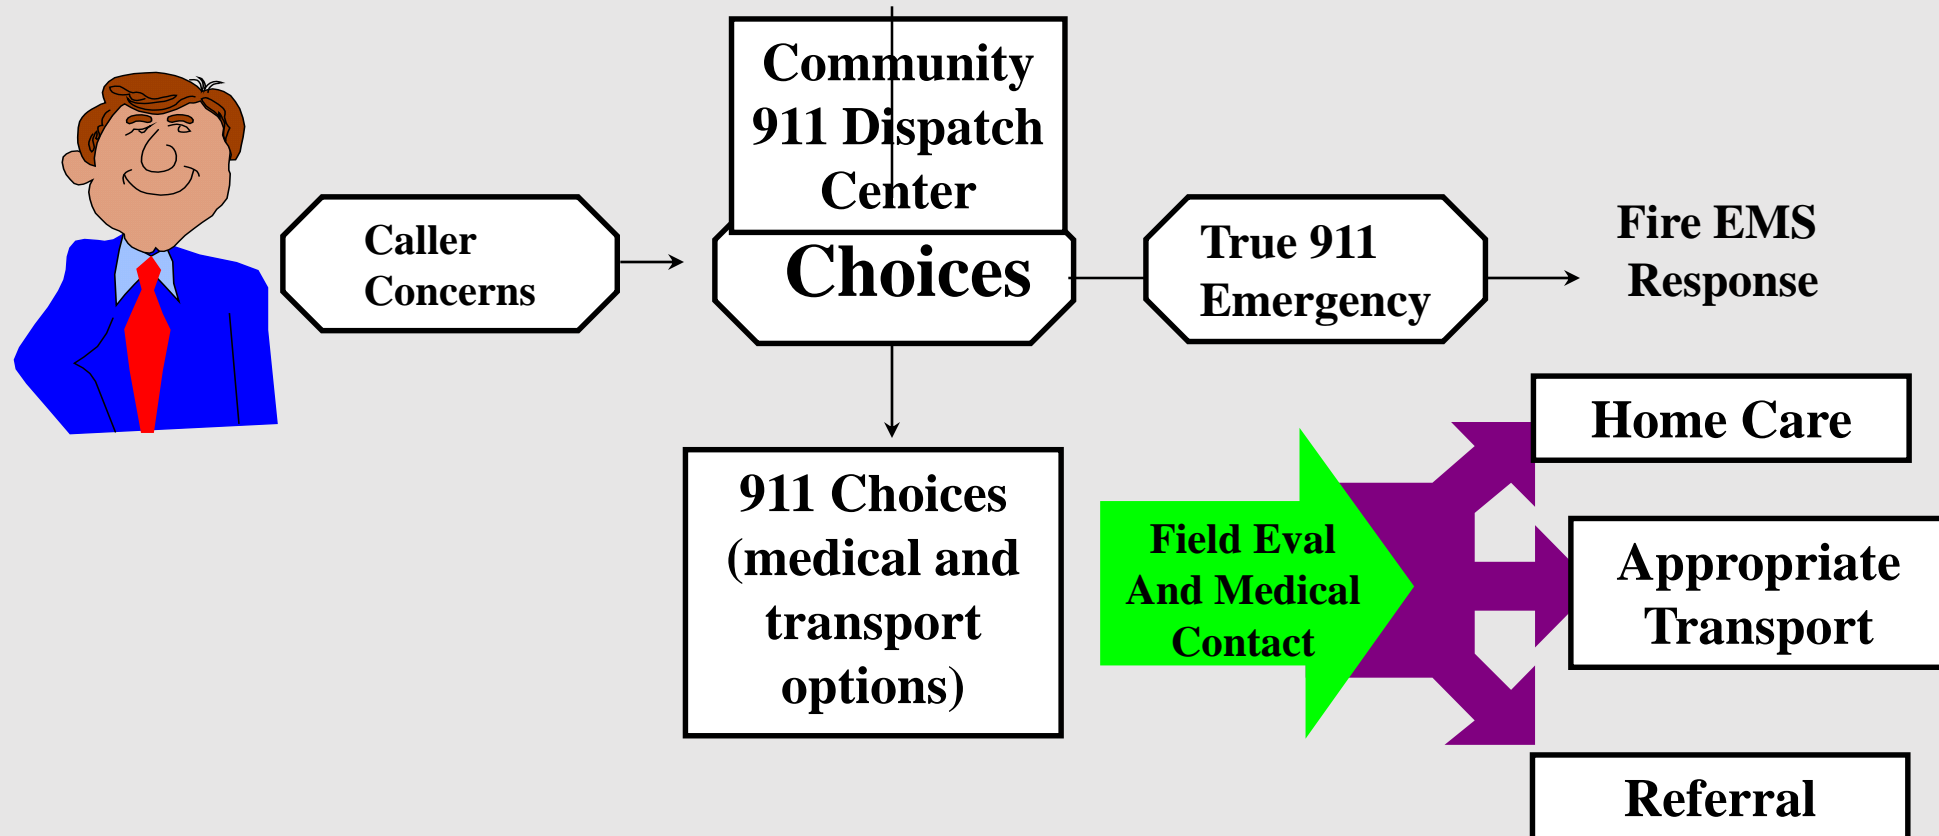 Community
911 Dispatch
Center
Caller
Concerns
Choices
True 911
Emergency
Fire EMS
Response
Home Care
911 Choices
(medical and
transport
options)
Field Eval
And Medical
Contact
Appropriate
Transport
Referral